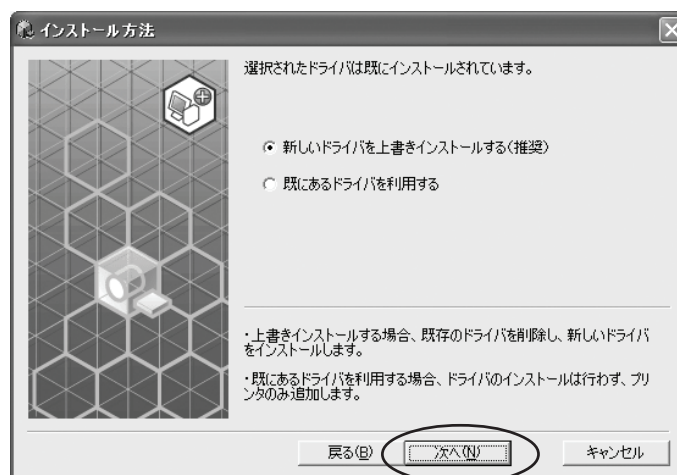 インストール方法
選択されたドライバは既にインストールされています。
新しいドライバを上書きインストールする(推奨)
既にあるドライバを利用する
・上書きインストールする場合、既存のドライバを削除し、新しいドライバ
をインストールします。
・既にあるドライバを利用する場合、ドライバのインストールは行わず、プリ
ンタのみ追加します。
戻る(B)
次へ(N)
キャンセル